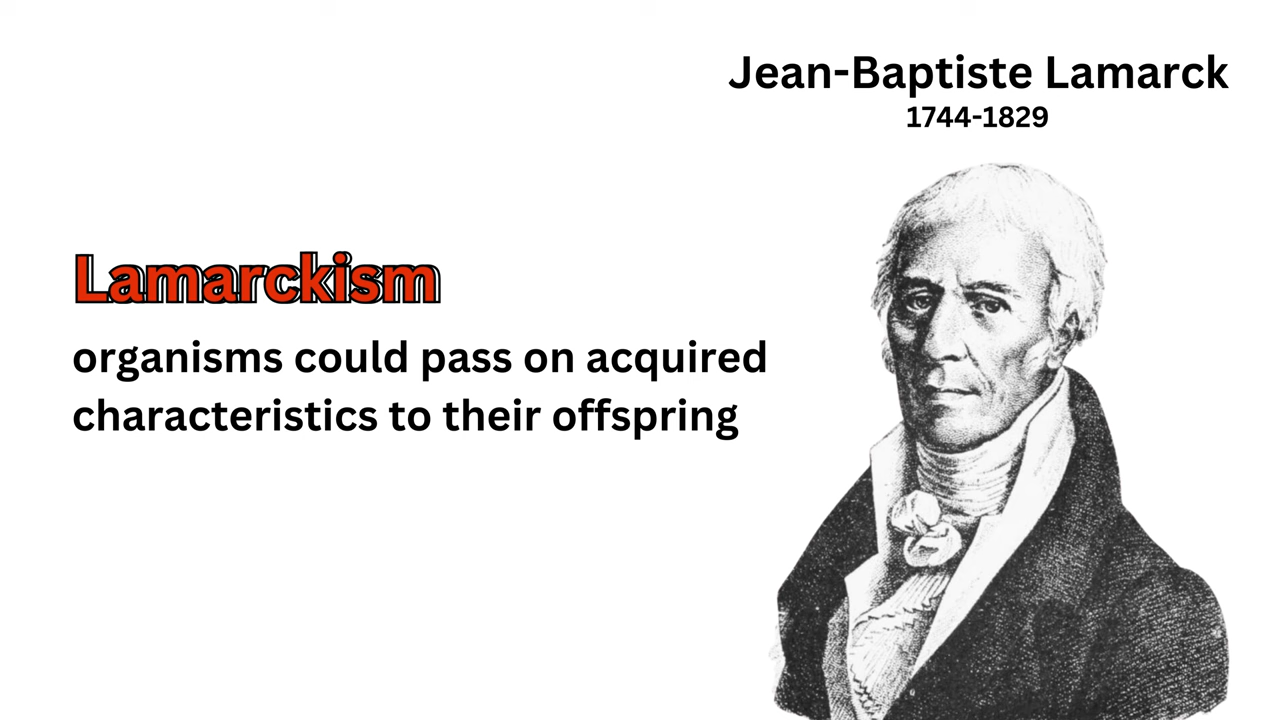 Jean-Baptiste Lamarck
1744-1829
Lamarckism
organisms could pass on acquired
characteristics to their offspring